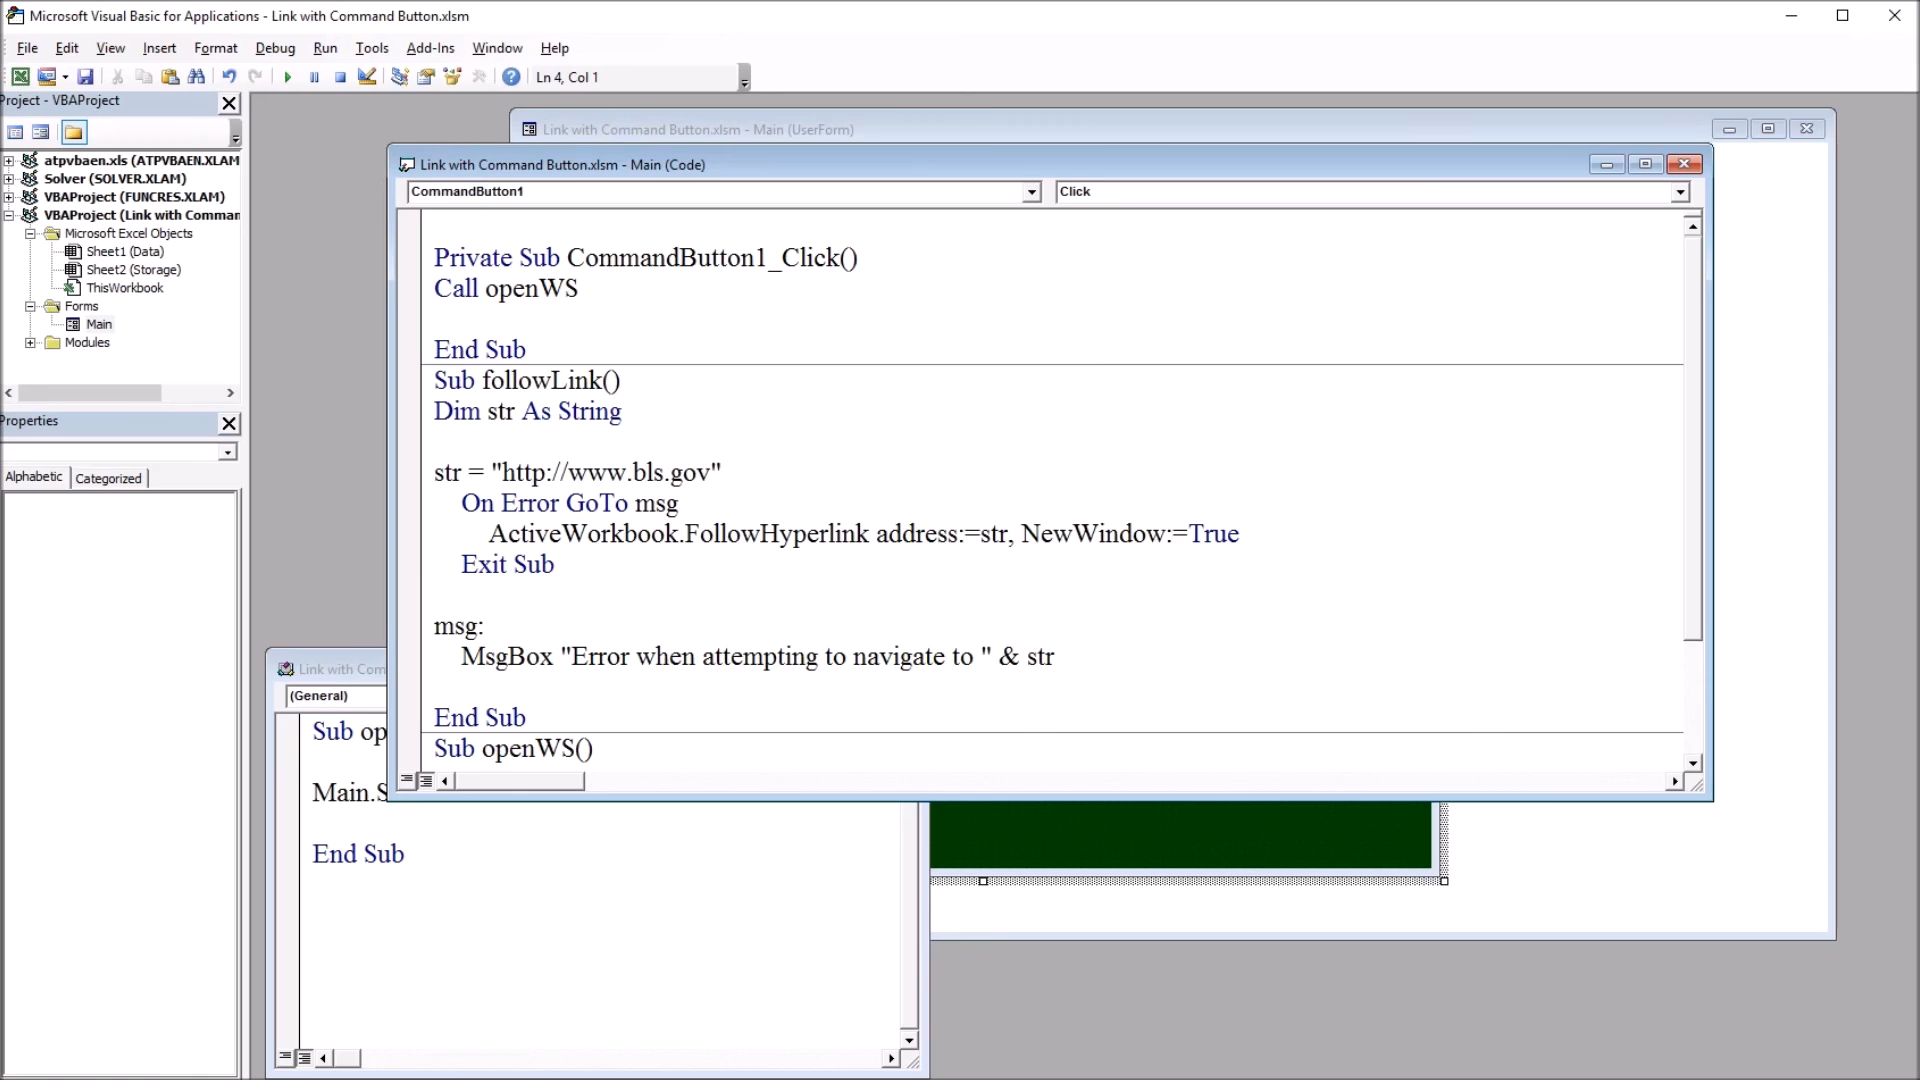 Microsoft Visual Basic for Applications - Link with Command Button.xlsm
File Edit View Insert Format Debug Run Tools Add-Ins Window Help
Ln 4, Col 1
Project - VBAProject
atpvbaen.xls (ATPVBAEN.XLAM
Solver (SOLVER.XLAM)
VBAProject (FUNCRES.XLAM)
VBAProject (Link with Comman
Microsoft Excel Objects
Sheet1 (Data)
Sheet2 (Storage)
ThisWorkbook
Forms
Main
Modules
Properties
Alphabetic Categorized
Link with Command Button.xlsm - Main (UserForm)
Link with Command Button.xlsm - Main (Code)
CommandButton1 Click
Private Sub CommandButton1_Click()
Call openWS
End Sub
Sub followLink()
Dim str As String
str = "http://www.bls.gov"
On Error GoTo msg
ActiveWorkbook.FollowHyperlink address:=str, NewWindow:=True
Exit Sub
msg:
MsgBox "Error when attempting to navigate to " & str
End Sub
Sub openWS()
Link with Com
(General)
Sub op
Main.S
End Sub